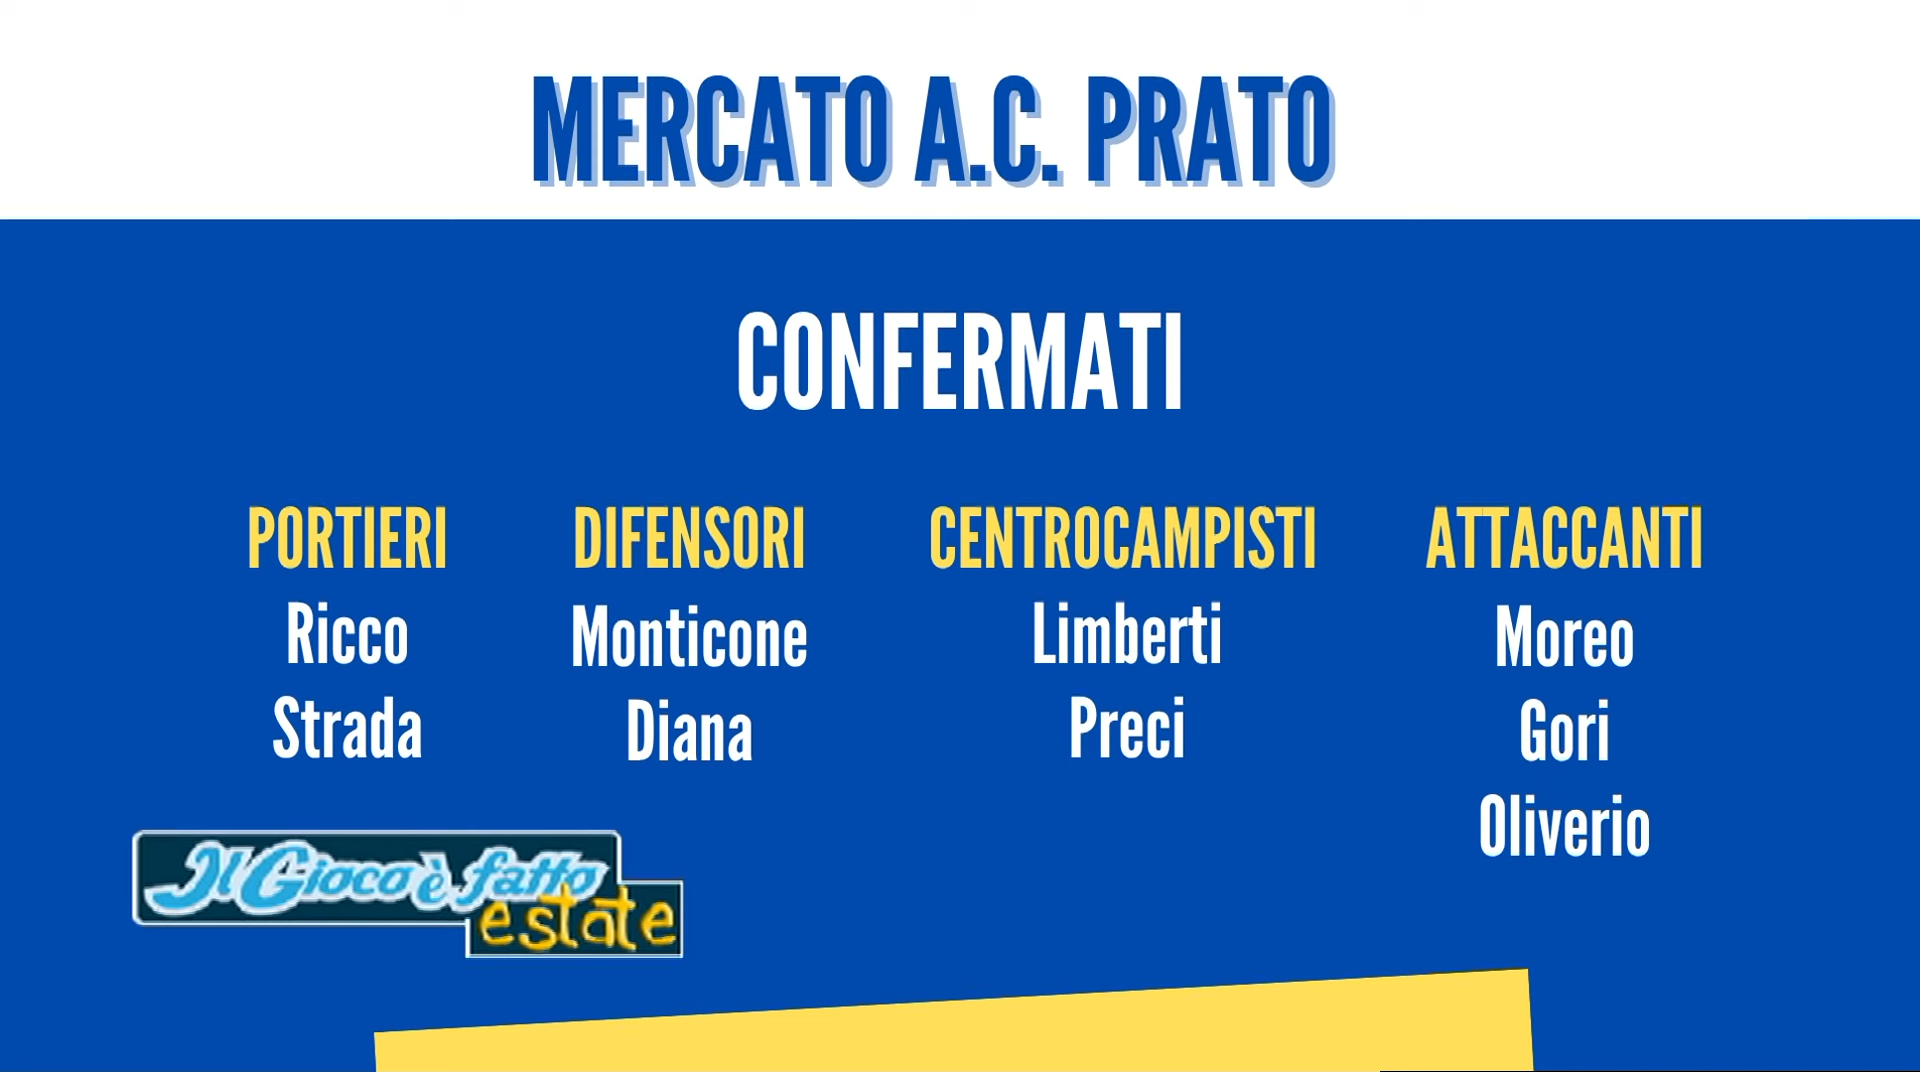 MERCATO A.C. PRATO
CONFERMATI
PORTIERI
Ricco
Strada
DIFENSORI
Monticone
Diana
CENTROCAMPISTI
Limberti
Preci
ATTACCANTI
Moreo
Gori
Oliverio
Il Gioco è fatto
estate